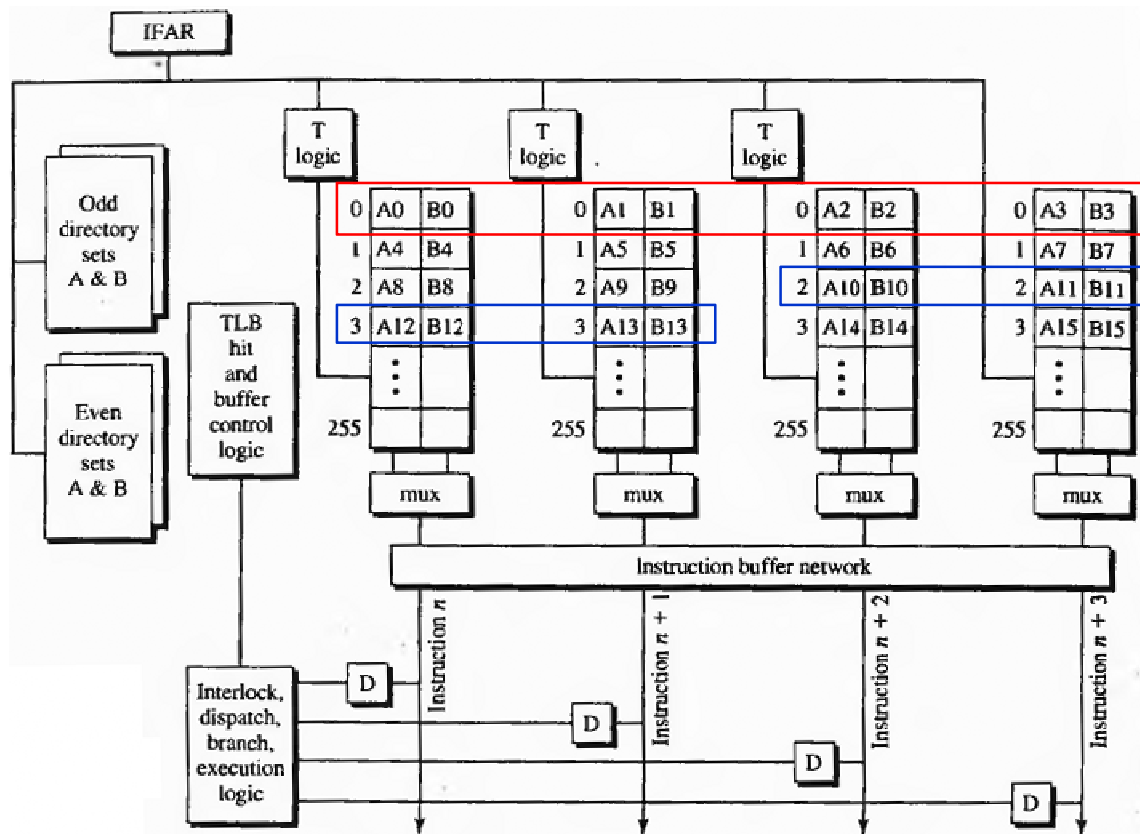 IFAR
T
logic
T
logic
T
logic
Odd
directory
sets
A & B
Even
directory
sets
A & B
TLB
hit
and
buffer
control
logic
0 A0 B0 0 A1 B1 0 A2 B2 0 A3 B3
1 A4 B4 1 A5 B5 1 A6 B6 1 A7 B7
2 A8 B8 2 A9 B9 2 A10 B10 2 A11 B11
3 A12 B12 3 A13 B13 3 A14 B14 3 A15 B15
255 255 255 255
mux mux mux mux
Instruction buffer network
Instruction n
Instruction n + 1
Instruction n + 2
Instruction n + 3
Interlock,
dispatch,
branch,
execution
logic
D
D
D
D